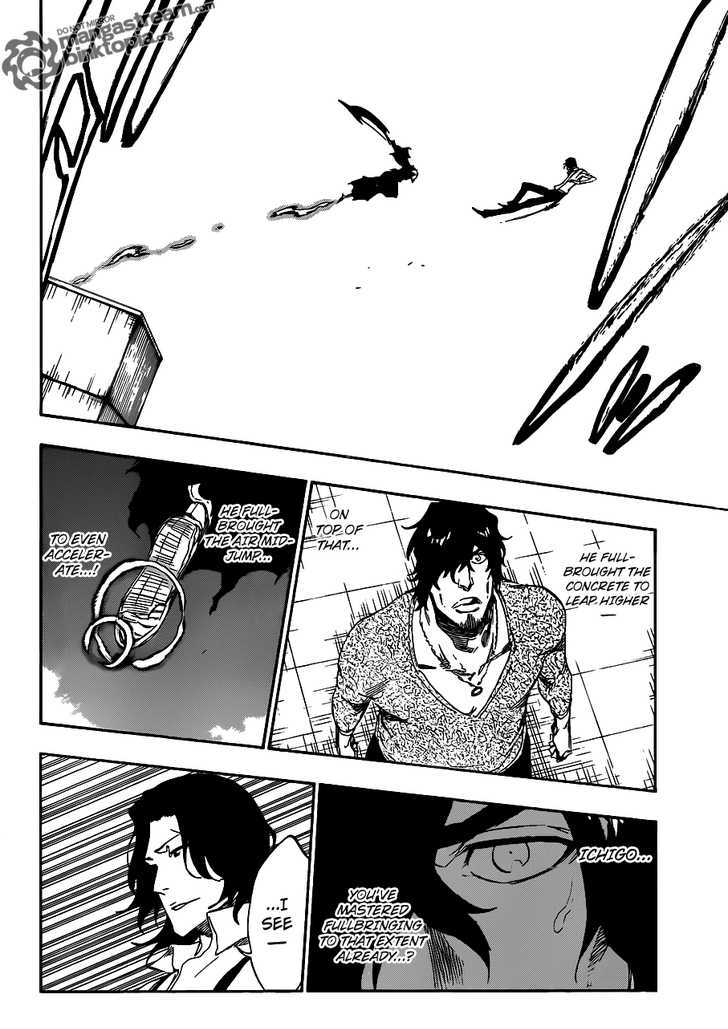 DO NOT MIRROR
mangastream.com
binktopia.org
HE FULL-
BROUGHT THE
CONCRETE TO
LEAP HIGHER
—
ON
TOP OF
THAT...
HE FULL-
BROUGHT
THE AIR MID-
JUMP...
TO EVEN
ACCELER-
ATE...!
ICHIGO...
YOU'VE
MASTERED
FULLBRINGING
TO THAT EXTENT
ALREADY...?
...I
SEE
—